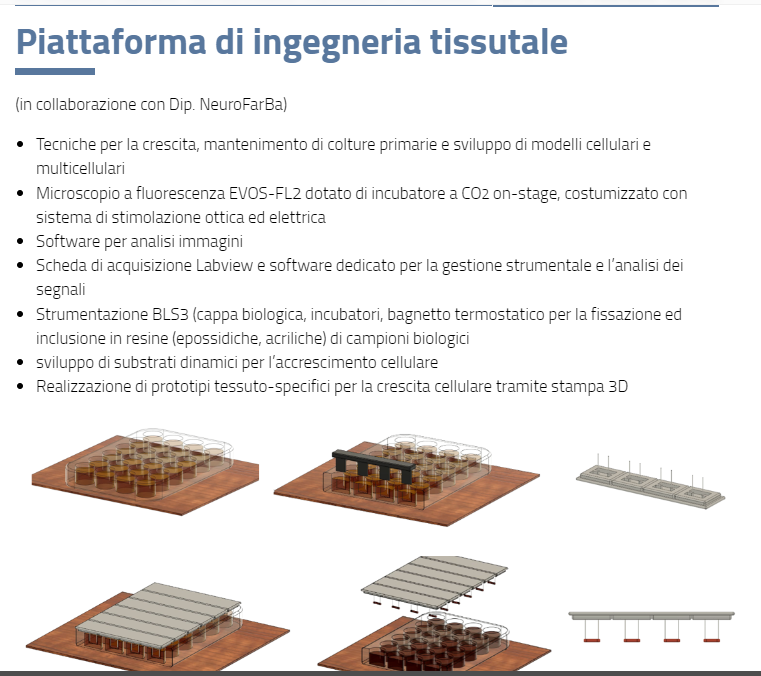 Piattaforma di ingegneria tissutale
(in collaborazione con Dip. NeuroFarBa)
• Tecniche per la crescita, mantenimento di colture primarie e sviluppo di modelli cellulari e
multicellulari
• Microscopio a fluorescenza EVOS-FL2 dotato di incubatore a CO2 on-stage, costumizzato con
sistema di stimolazione ottica ed elettrica
• Software per analisi immagini
• Scheda di acquisizione Labview e software dedicato per la gestione strumentale e l’analisi dei
segnali
• Strumentazione BLS3 (cappa biologica, incubatori, bagnetto termostatico per la fissazione ed
inclusione in resine (epossidiche, acriliche) di campioni biologici
• sviluppo di substrati dinamici per l’accrescimento cellulare
• Realizzazione di prototipi tessuto-specifici per la crescita cellulare tramite stampa 3D